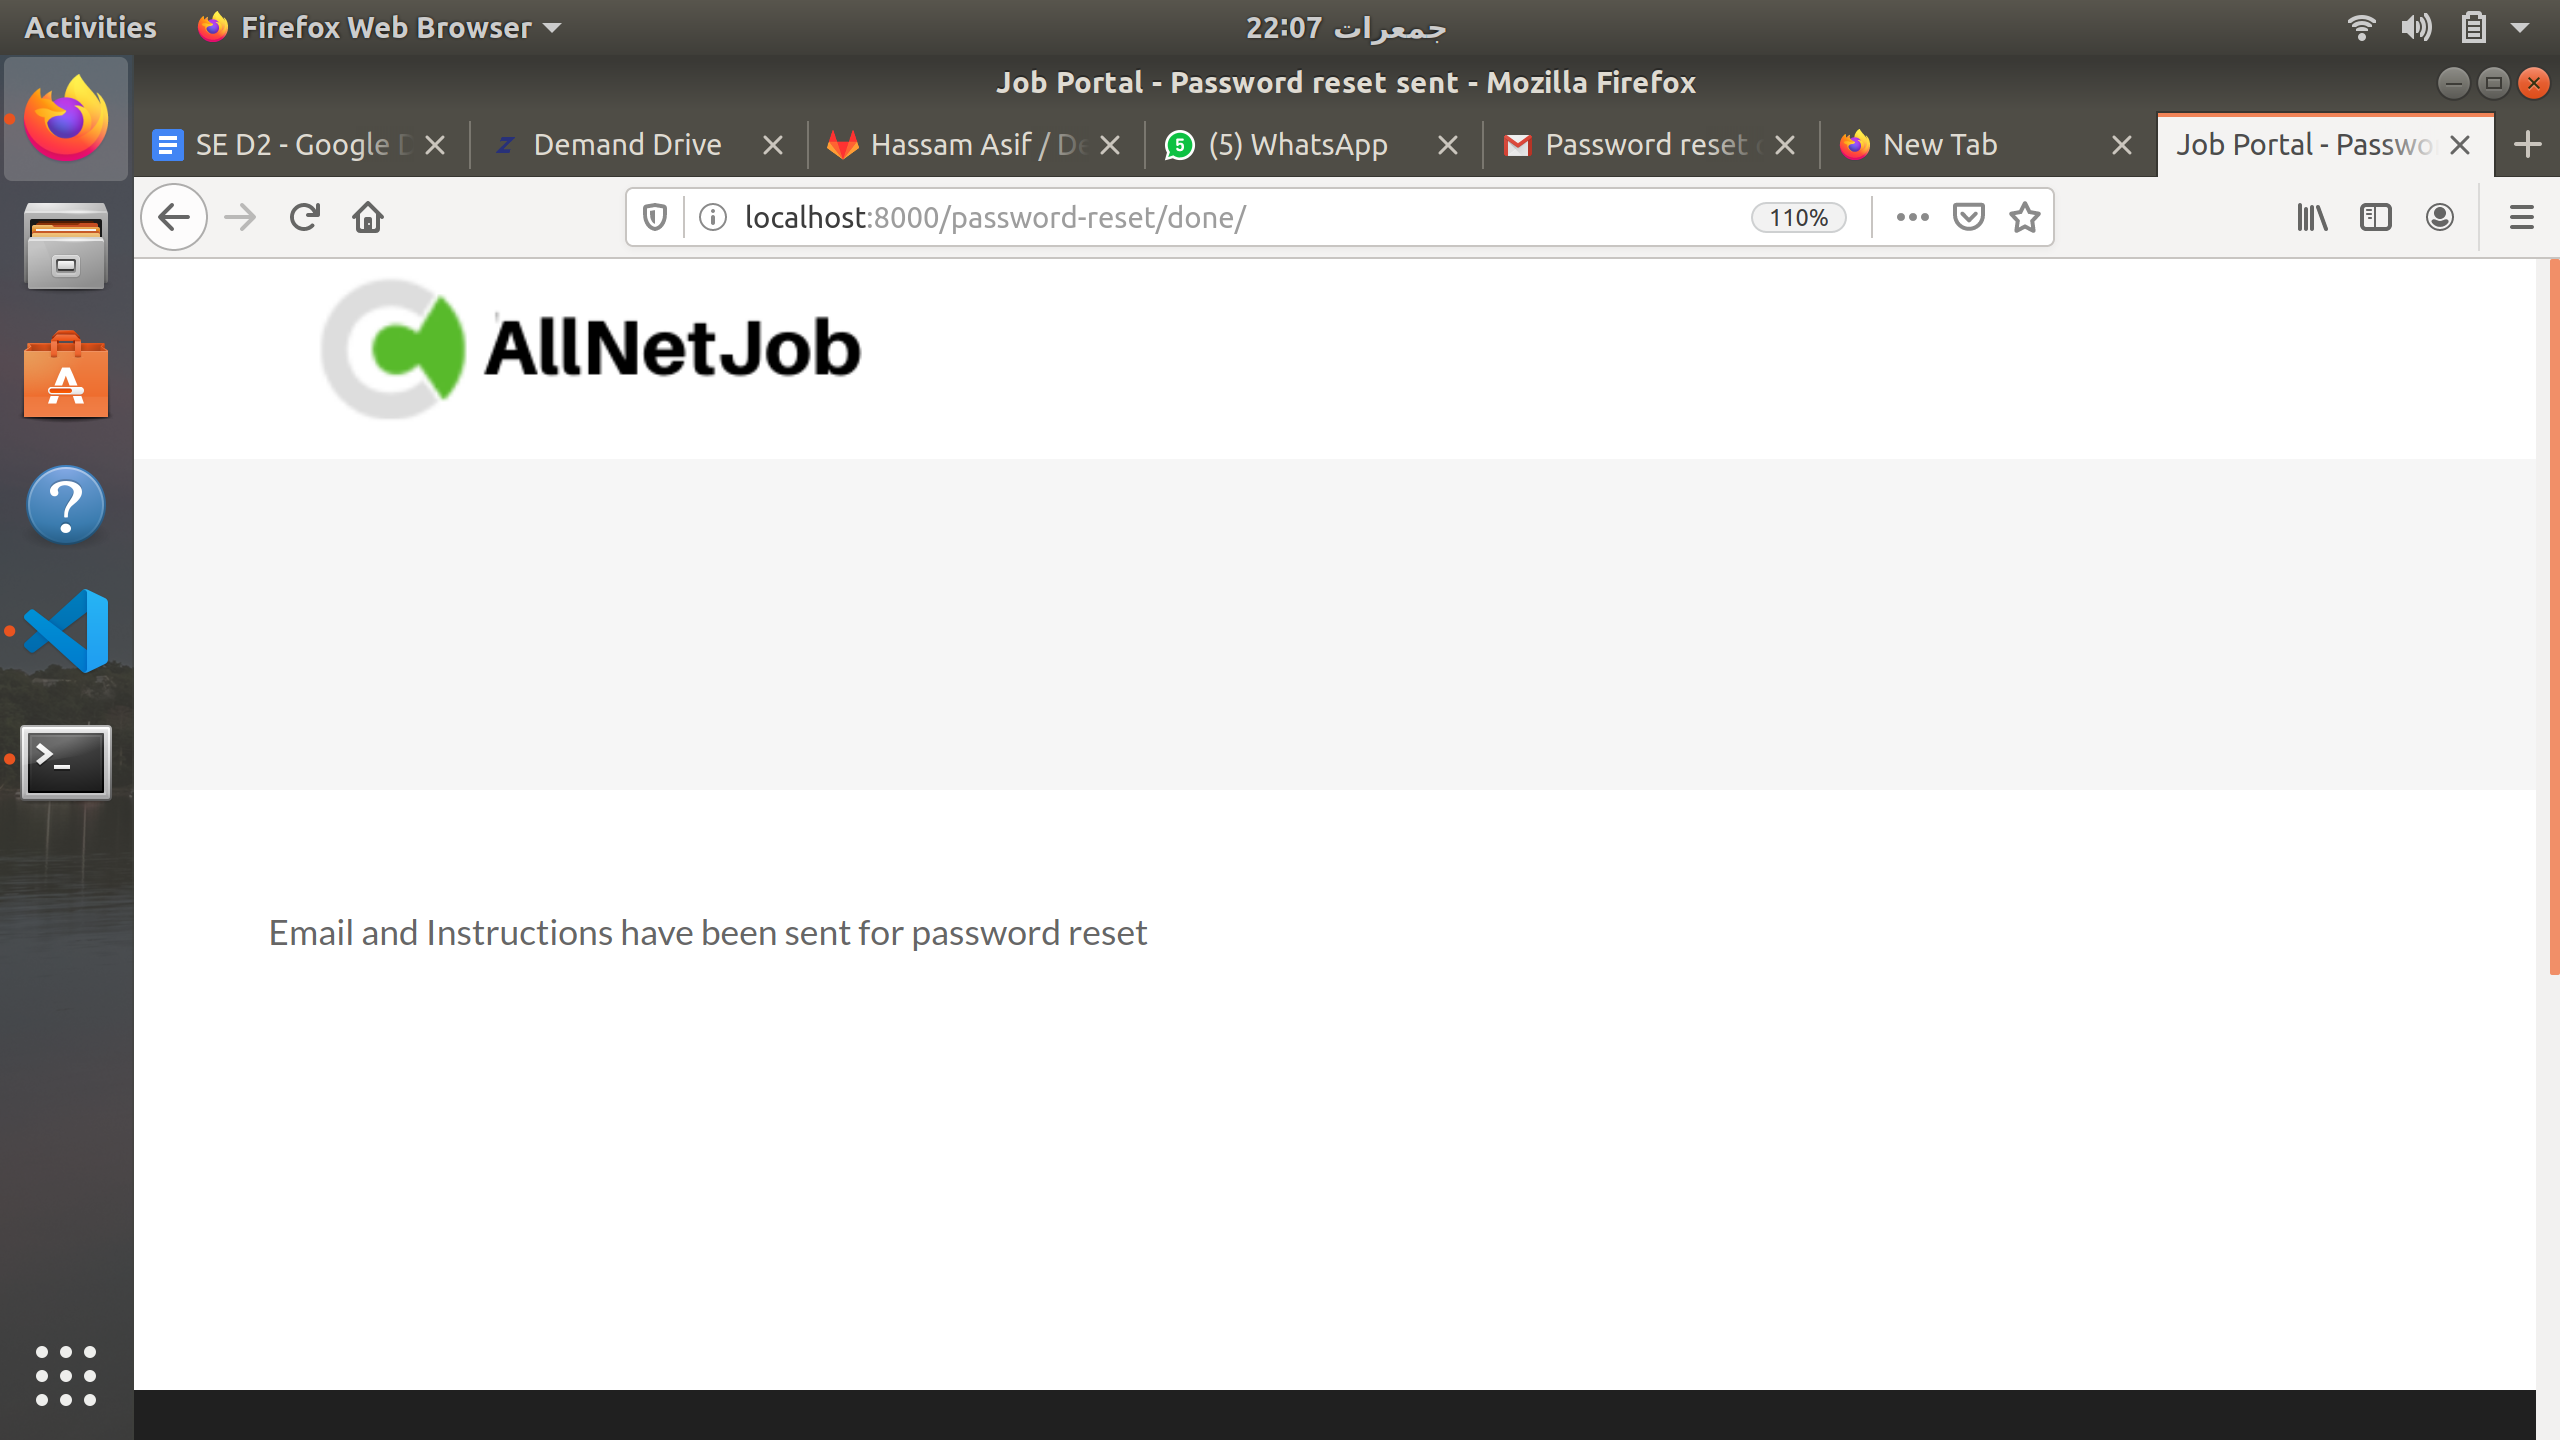 Activities Firefox Web Browser جمعرات 22:07
Job Portal - Password reset sent - Mozilla Firefox
SE D2 - Google D Demand Drive Hassam Asif / De 5 (5) WhatsApp Password reset New Tab Job Portal - Passwo
localhost:8000/password-reset/done/ 110%
AllNetJob
Email and Instructions have been sent for password reset